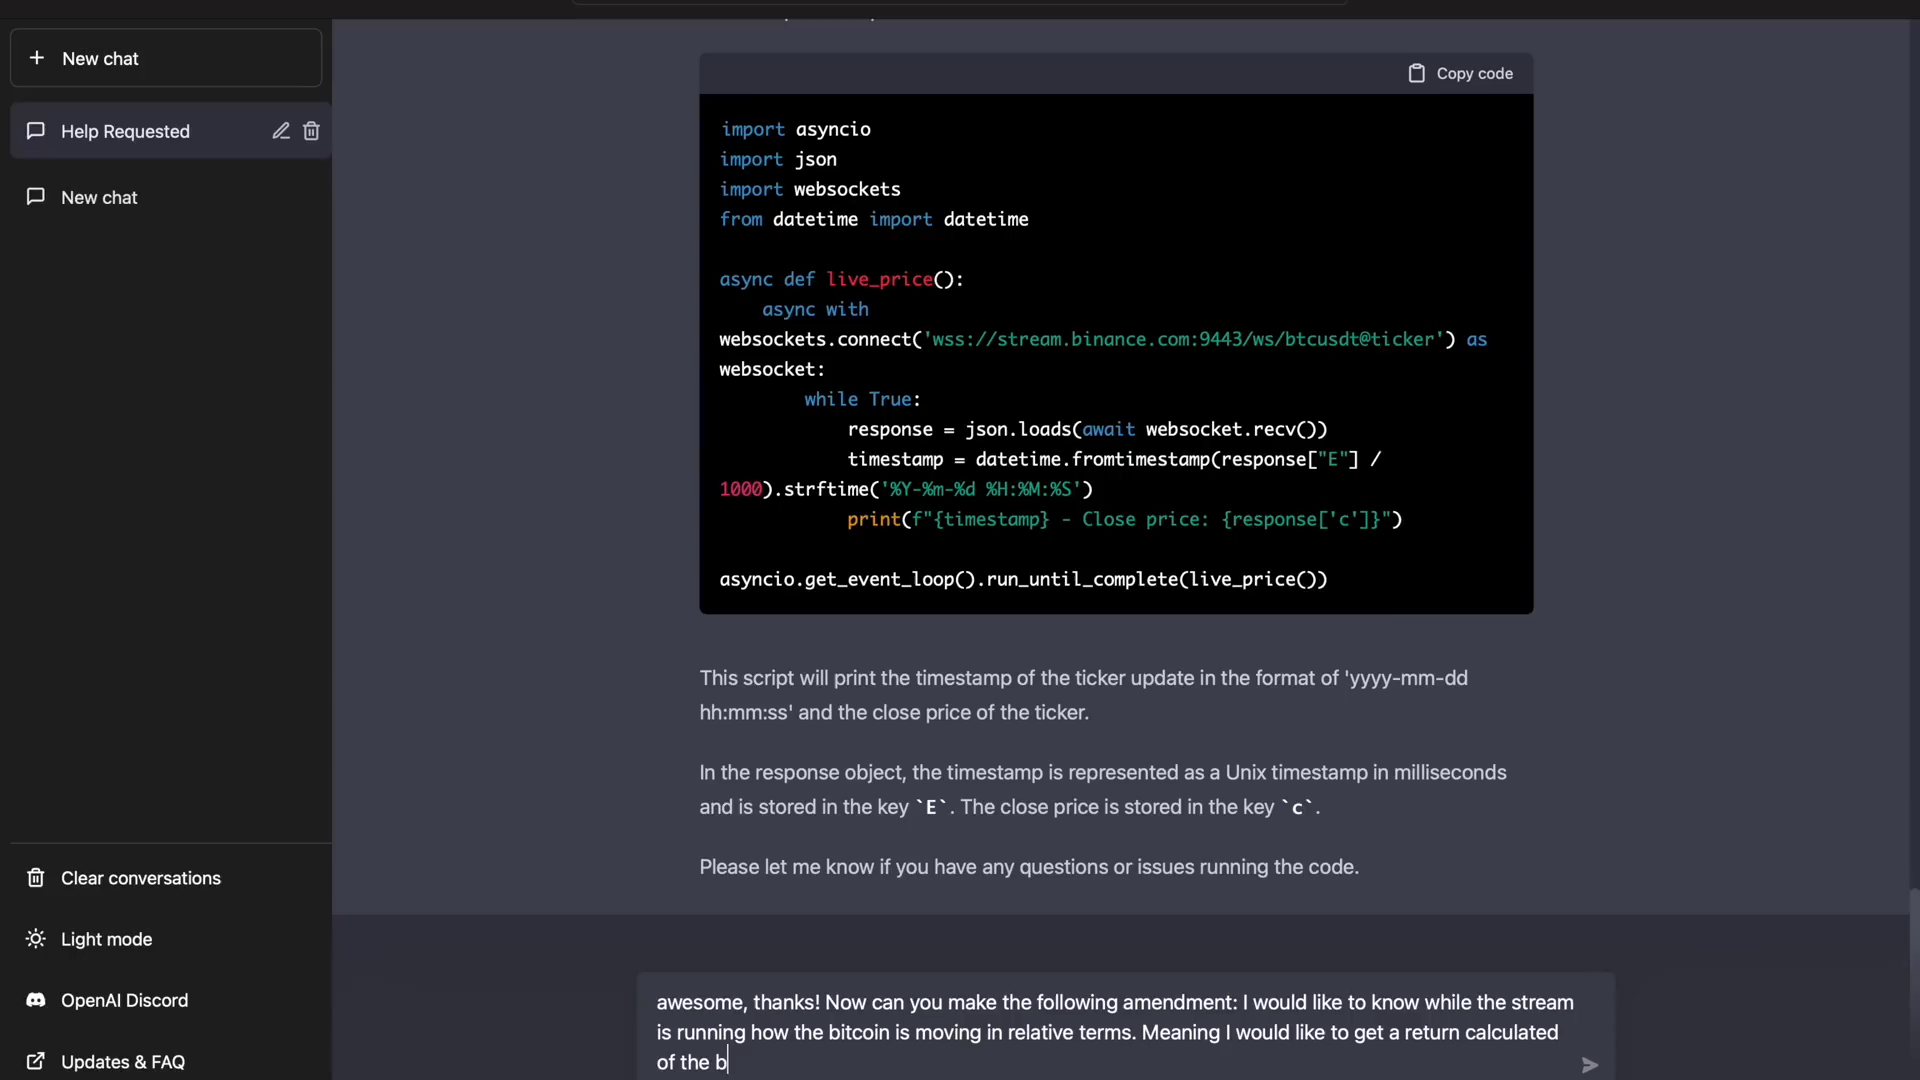 New chat
Help Requested
New chat
Clear conversations
Light mode
OpenAI Discord
Updates & FAQ
Copy code
import asyncio
import json
import websockets
from datetime import datetime
async def live_price():
async with
websockets.connect('wss://stream.binance.com:9443/ws/btcusdt@ticker') as
websocket:
while True:
response = json.loads(await websocket.recv())
timestamp = datetime.fromtimestamp(response["E"] /
1000).strftime('%Y-%m-%d %H:%M:%S')
print(f"{timestamp} - Close price: {response['c']}")
asyncio.get_event_loop().run_until_complete(live_price())
This script will print the timestamp of the ticker update in the format of 'yyyy-mm-dd
hh:mm:ss' and the close price of the ticker.
In the response object, the timestamp is represented as a Unix timestamp in milliseconds
and is stored in the key `E`. The close price is stored in the key `c`.
Please let me know if you have any questions or issues running the code.
awesome, thanks! Now can you make the following amendment: I would like to know while the stream
is running how the bitcoin is moving in relative terms. Meaning I would like to get a return calculated
of the b